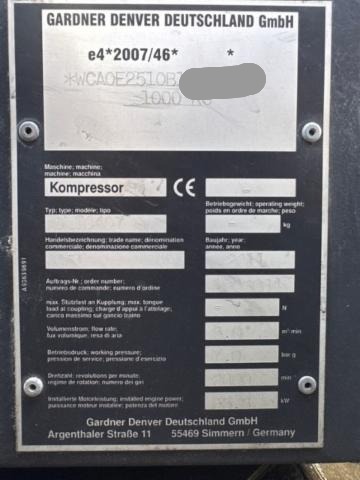 GARDNER DENVER DEUTSCHLAND GmbH
e4*2007/46* *
*WCAOE2510B
1000 KG
Maschine; machine;
machine; macchina
Kompressor
CE
Betriebsgewicht; operating weight;
poids en ordre de marche; peso
Typ; type; modèle; tipo
- kg
Handelsbezeichnung; trade name; dénomination
commerciale; denominazione commerciale
Baujahr; year;
année, anno
Auftrags-Nr.; order number;
numero de commande; numero d'ordine
max. Stützlast an Kupplung; max. tongue
load at coupling; charge d'appui à l'attelage;
carico massimo sul gancio traino
- N
Volumenstrom; flow rate;
flux volumique, resa di aria
m³ min
Betriebsdruck; working pressure;
pression de service; pressione d'esercizio
bar g
Drehzahl; revolutions per minute;
regime de rotation; numero dei giri
min
Installierte Motorleistung; installed engine power;
puissance moteur installée; potenza del motore
kW
Gardner Denver Deutschland GmbH
Argenthaler Straße 11 55469 Simmern / Germany